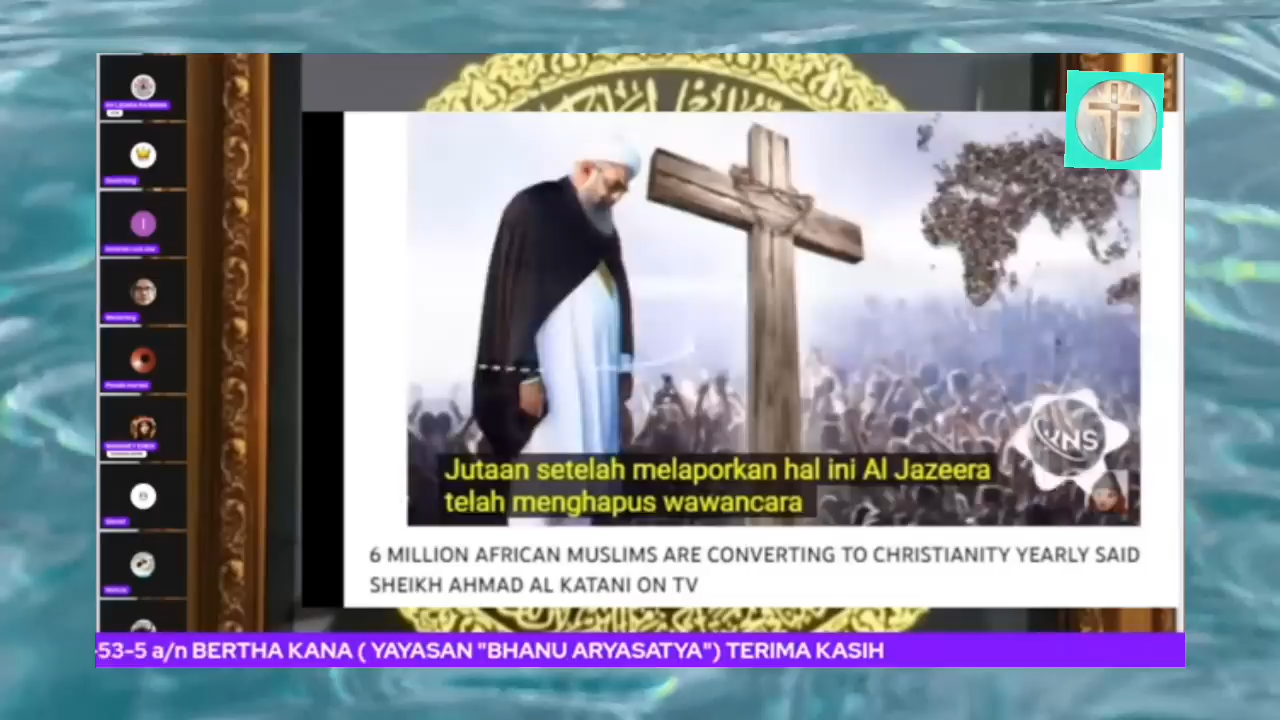 Jutaan setelah melaporkan hal ini Al Jazeera
telah menghapus wawancara
KNS
6 MILLION AFRICAN MUSLIMS ARE CONVERTING TO CHRISTIANITY YEARLY SAID
SHEIKH AHMAD AL KATANI ON TV
-53-5 a/n BERTHA KANA ( YAYASAN "BHANU ARYASATYA") TERIMA KASIH